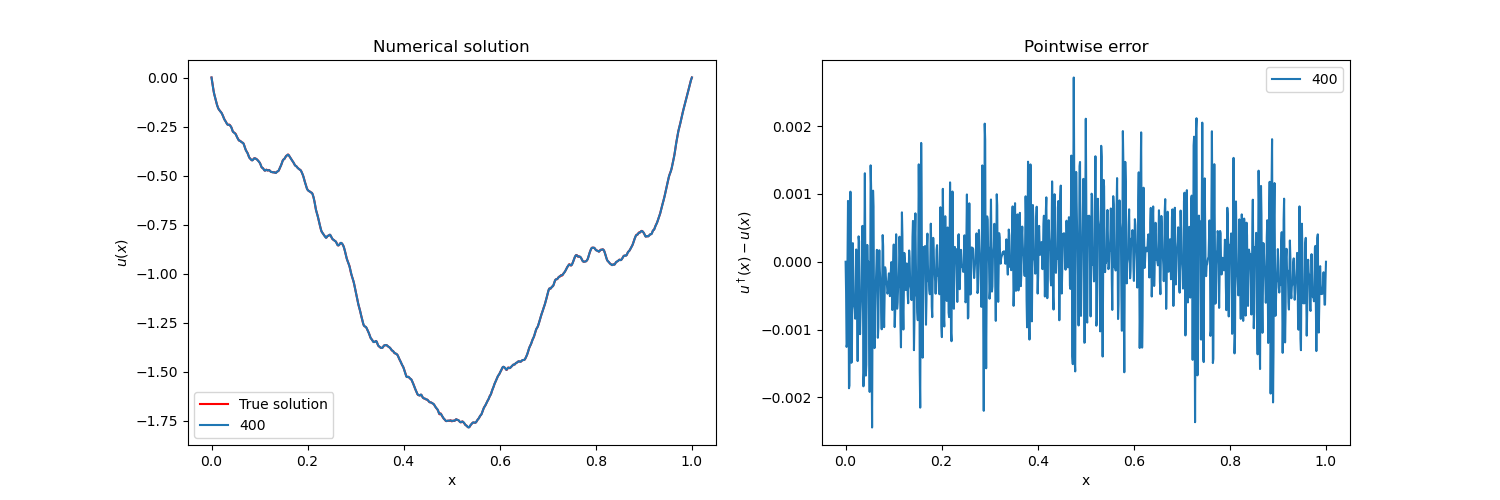 Numerical solution
u(x)
0.00
−0.25
−0.50
−0.75
−1.00
−1.25
−1.50
−1.75
True solution
400
0.0 0.2 0.4 0.6 0.8 1.0
x
Pointwise error
u†(x) − u(x)
400
0.002
0.001
0.000
−0.001
−0.002
0.0 0.2 0.4 0.6 0.8 1.0
x